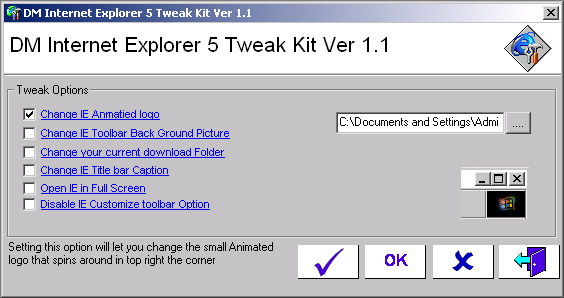 DM Internet Explorer 5 Tweak Kit Ver 1.1
DM Internet Explorer 5 Tweak Kit Ver 1.1
Tweak Options
Change IE Anmatied logo
C:\Documents and Settings\Admi
....
Change IE Toolbar Back Ground Picture
Change your current download Folder
Change IE Title bar Caption
Open IE in Full Screen
Disable IE Customize toolbar Option
Setting this option will let you change the small Animated
logo that spins around in top right the corner
OK